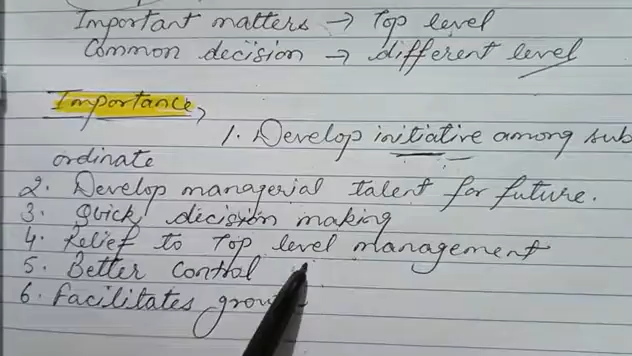 Important matters → Top level
Common decision → different level
Importance,
1. Develop initiative among sub
ordinate
2. Develop managerial talent for future.
3. Quick decision making
4. Relief to Top level management
5. Better control
6. Facilitates